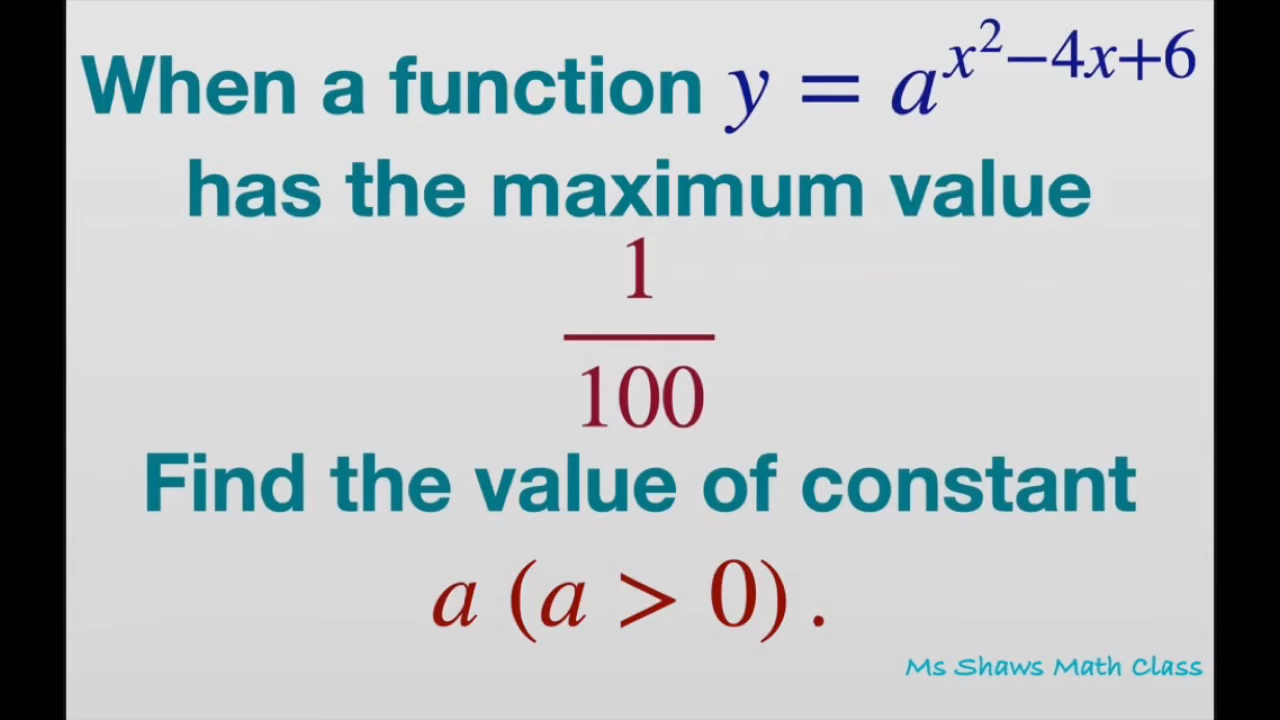 When a function y = a^{x^2-4x+6}
has the maximum value
1
100
Find the value of constant
a (a > 0) .
Ms Shaws Math Class